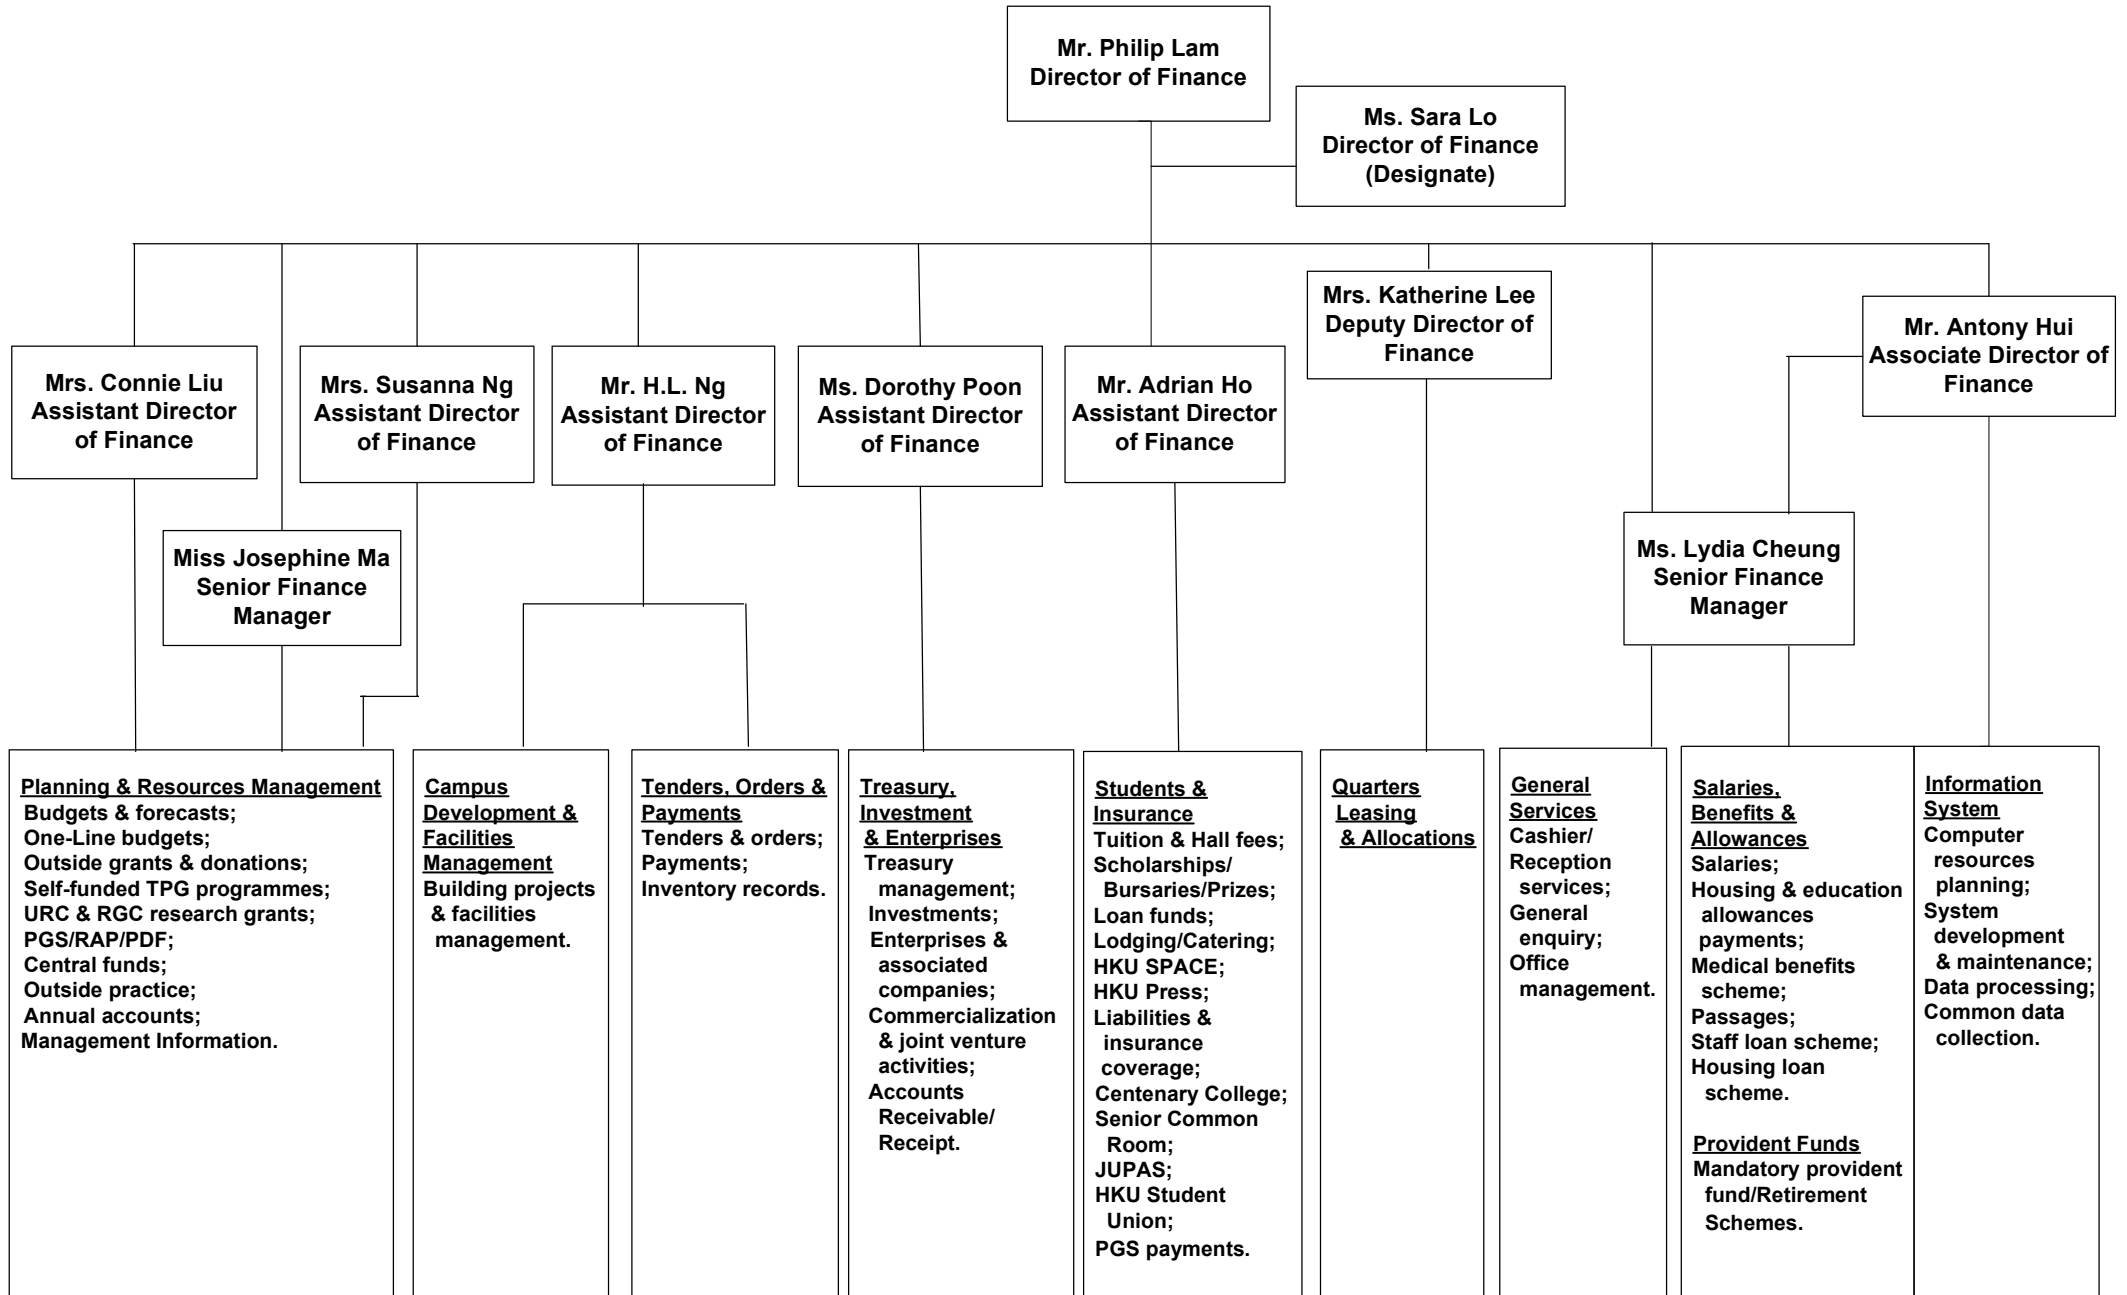 Mr. Philip Lam
Director of Finance
Ms. Sara Lo
Director of Finance
(Designate)
Mrs. Connie Liu
Assistant Director
of Finance
Miss Josephine Ma
Senior Finance
Manager
Mrs. Susanna Ng
Assistant Director
of Finance
Mr. H.L. Ng
Assistant Director
of Finance
Ms. Dorothy Poon
Assistant Director
of Finance
Mr. Adrian Ho
Assistant Director
of Finance
Mrs. Katherine Lee
Deputy Director of
Finance
Mr. Antony Hui
Associate Director of
Finance
Ms. Lydia Cheung
Senior Finance
Manager
Planning & Resources Management
Budgets & forecasts;
One-Line budgets;
Outside grants & donations;
Self-funded TPG programmes;
URC & RGC research grants;
PGS/RAP/PDF;
Central funds;
Outside practice;
Annual accounts;
Management Information.
Campus
Development &
Facilities
Management
Building projects
& facilities
management.
Tenders, Orders &
Payments
Tenders & orders;
Payments;
Inventory records.
Treasury,
Investment
& Enterprises
Treasury
management;
Investments;
Enterprises &
associated
companies;
Commercialization
& joint venture
activities;
Accounts
Receivable/
Receipt.
Students &
Insurance
Tuition & Hall fees;
Scholarships/
Bursaries/Prizes;
Loan funds;
Lodging/Catering;
HKU SPACE;
HKU Press;
Liabilities &
insurance
coverage;
Centenary College;
Senior Common
Room;
JUPAS;
HKU Student
Union;
PGS payments.
Quarters
Leasing
& Allocations
General
Services
Cashier/
Reception
services;
General
enquiry;
Office
management.
Salaries,
Benefits &
Allowances
Salaries;
Housing & education
allowances
payments;
Medical benefits
scheme;
Passages;
Staff loan scheme;
Housing loan
scheme.
Provident Funds
Mandatory provident
fund/Retirement
Schemes.
Information
System
Computer
resources
planning;
System
development
& maintenance;
Data processing;
Common data
collection.